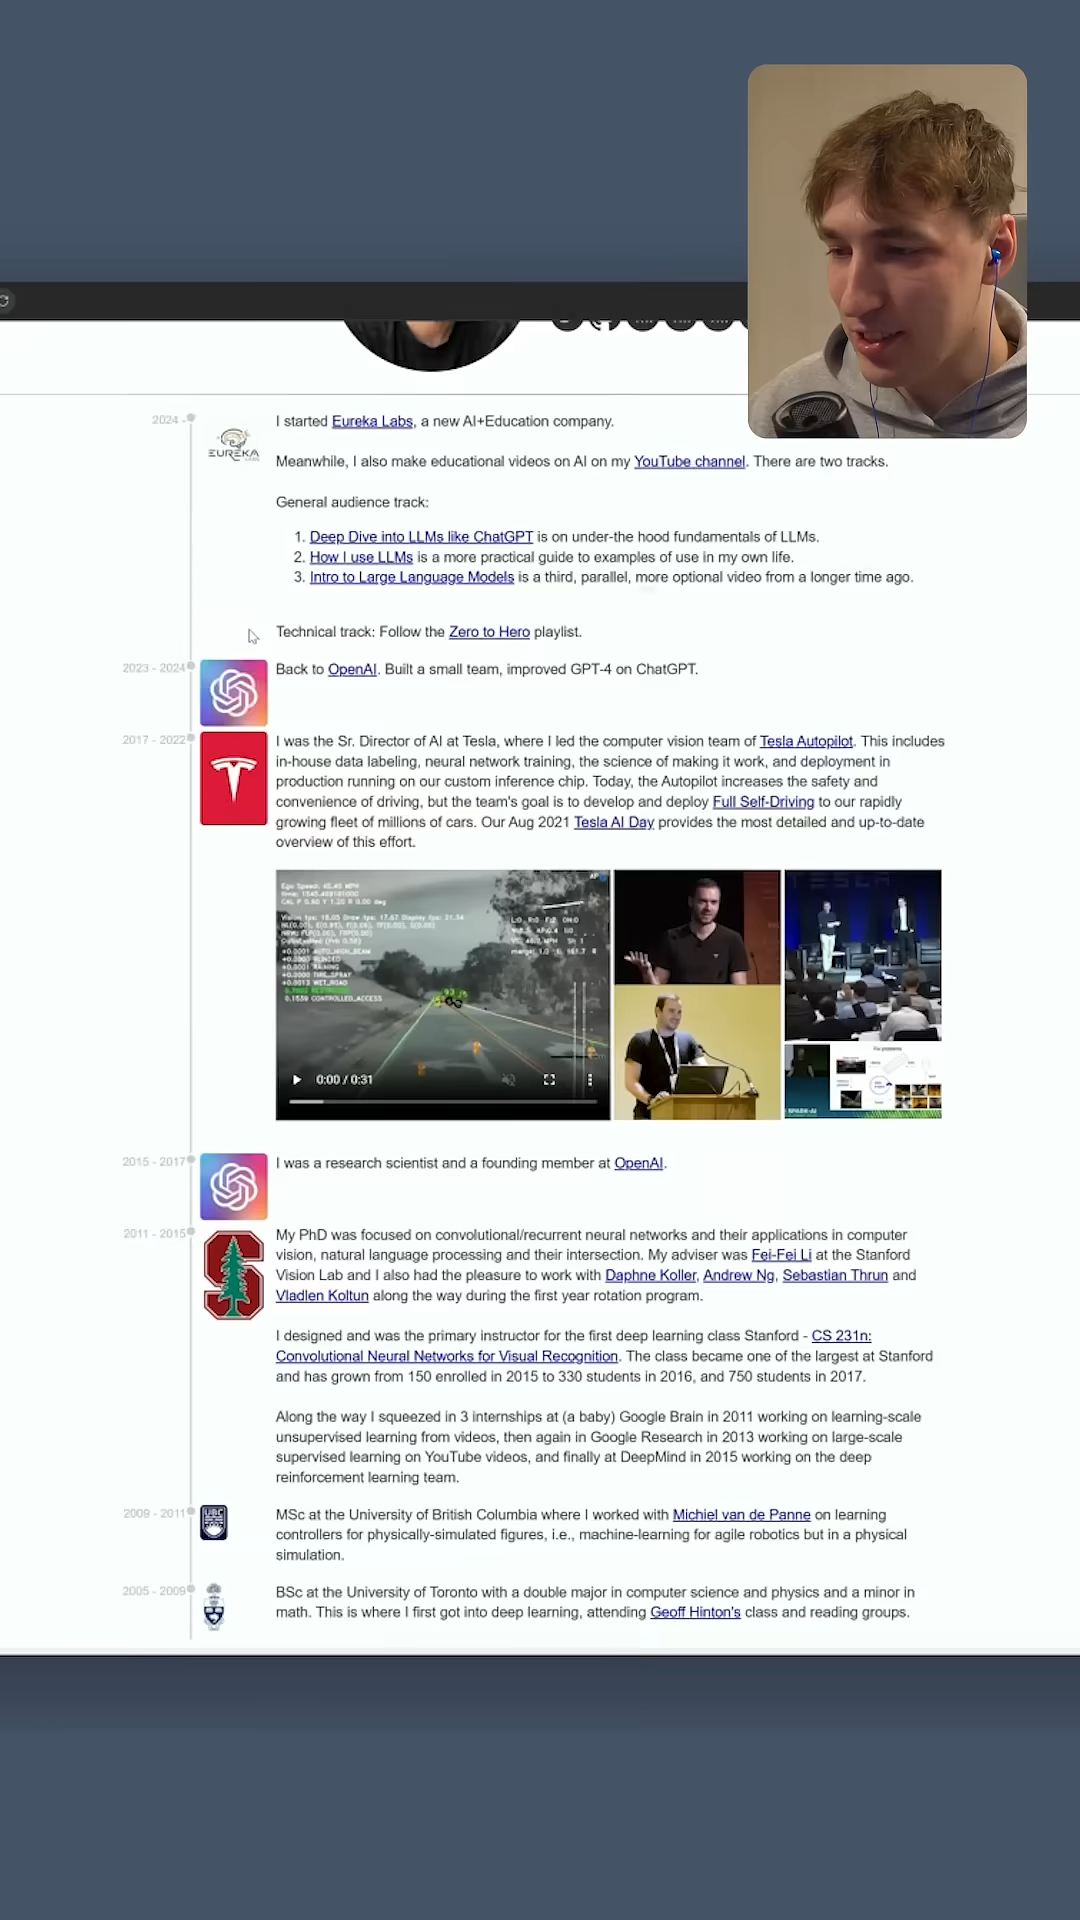 2024 -
EUREKA
LABS
I started Eureka Labs, a new AI+Education company.
Meanwhile, I also make educational videos on AI on my YouTube channel. There are two tracks.
General audience track:
1. Deep Dive into LLMs like ChatGPT is on under-the hood fundamentals of LLMs.
2. How I use LLMs is a more practical guide to examples of use in my own life.
3. Intro to Large Language Models is a third, parallel, more optional video from a longer time ago.
Technical track: Follow the Zero to Hero playlist.
2023 - 2024
Back to OpenAI. Built a small team, improved GPT-4 on ChatGPT.
2017 - 2022
I was the Sr. Director of AI at Tesla, where I led the computer vision team of Tesla Autopilot. This includes
in-house data labeling, neural network training, the science of making it work, and deployment in
production running on our custom inference chip. Today, the Autopilot increases the safety and
convenience of driving, but the team's goal is to develop and deploy Full Self-Driving to our rapidly
growing fleet of millions of cars. Our Aug 2021 Tesla AI Day provides the most detailed and up-to-date
overview of this effort.
0:00 / 0:31
TESLA
2015 - 2017
I was a research scientist and a founding member at OpenAI.
2011 - 2015
My PhD was focused on convolutional/recurrent neural networks and their applications in computer
vision, natural language processing and their intersection. My adviser was Fei-Fei Li at the Stanford
Vision Lab and I also had the pleasure to work with Daphne Koller, Andrew Ng, Sebastian Thrun and
Vladlen Koltun along the way during the first year rotation program.
I designed and was the primary instructor for the first deep learning class Stanford - CS 231n:
Convolutional Neural Networks for Visual Recognition. The class became one of the largest at Stanford
and has grown from 150 enrolled in 2015 to 330 students in 2016, and 750 students in 2017.
Along the way I squeezed in 3 internships at (a baby) Google Brain in 2011 working on learning-scale
unsupervised learning from videos, then again in Google Research in 2013 working on large-scale
supervised learning on YouTube videos, and finally at DeepMind in 2015 working on the deep
reinforcement learning team.
2009 - 2011
UBC
MSc at the University of British Columbia where I worked with Michiel van de Panne on learning
controllers for physically-simulated figures, i.e., machine-learning for agile robotics but in a physical
simulation.
2005 - 2009
BSc at the University of Toronto with a double major in computer science and physics and a minor in
math. This is where I first got into deep learning, attending Geoff Hinton's class and reading groups.